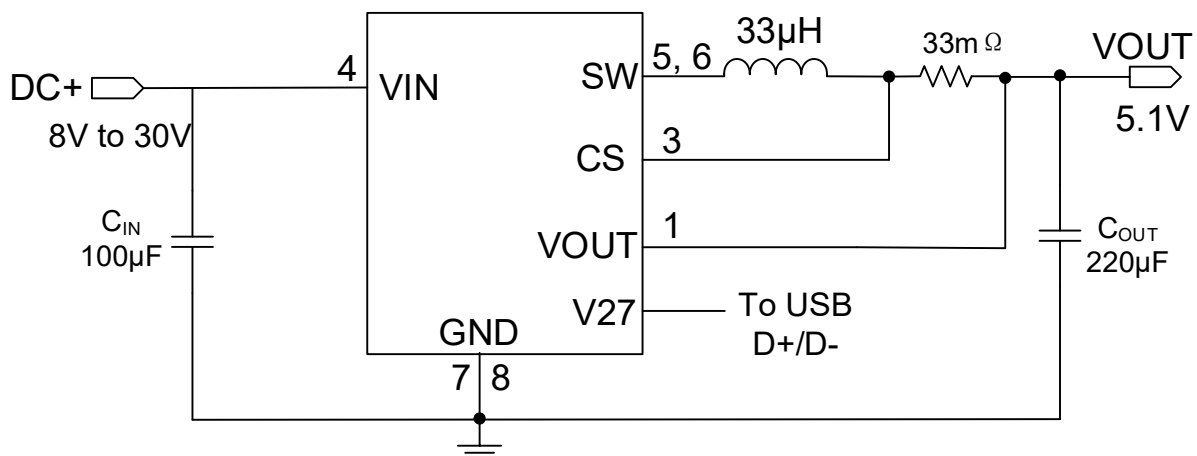 DC+
8V to 30V
4
VIN
SW
5, 6
33µH
33mΩ
VOUT
5.1V
CS
3
VOUT
1
V27
To USB
D+/D-
GND
7
8
CIN
100µF
COUT
220µF